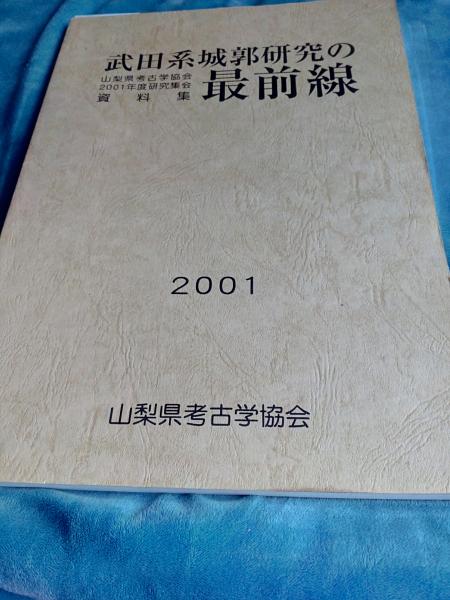 武田系城郭研究の
最前線
山梨県考古学協会
2001年度研究集会
資料集
2001
山梨県考古学協会